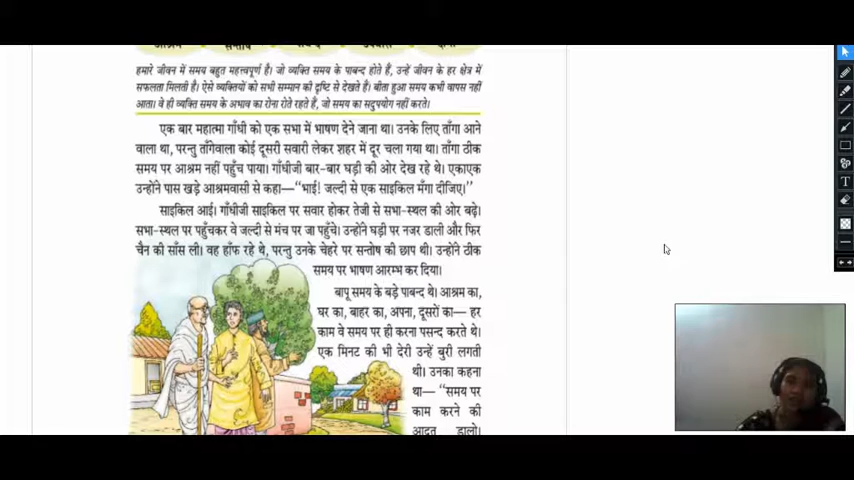 हमारे जीवन में समय बहुत महत्त्वपूर्ण है। जो व्यक्ति समय के पाबन्द होते हैं, उन्हें जीवन के हर क्षेत्र में
सफलता मिलती है। ऐसे व्यक्तियों को सभी सम्मान की दृष्टि से देखते हैं। बीता हुआ समय कभी वापस नहीं
आता। वे ही व्यक्ति समय के अभाव का रोना रोते रहते हैं, जो समय का सदुपयोग नहीं करते।
एक बार महात्मा गाँधी को एक सभा में भाषण देने जाना था। उनके लिए ताँगा आने
वाला था, परन्तु ताँगेवाला कोई दूसरी सवारी लेकर शहर में दूर चला गया था। ताँगा ठीक
समय पर आश्रम नहीं पहुँच पाया। गाँधीजी बार-बार घड़ी की ओर देख रहे थे। एकाएक
उन्होंने पास खड़े आश्रमवासी से कहा—“भाई! जल्दी से एक साइकिल मँगा दीजिए।”
साइकिल आई। गाँधीजी साइकिल पर सवार होकर तेजी से सभा-स्थल की ओर बढ़े।
सभा-स्थल पर पहुँचकर वे जल्दी से मंच पर जा पहुँचे। उन्होंने घड़ी पर नजर डाली और फिर
चैन की साँस ली। वह हाँफ रहे थे, परन्तु उनके चेहरे पर सन्तोष की छाप थी। उन्होंने ठीक
समय पर भाषण आरम्भ कर दिया।
बापू समय के बड़े पाबन्द थे। आश्रम का,
घर का, बाहर का, अपना, दूसरों का— हर
काम वे समय पर ही करना पसन्द करते थे।
एक मिनट की भी देरी उन्हें बुरी लगती
थी। उनका कहना
था— “समय पर
काम करने की
आदत डालो।